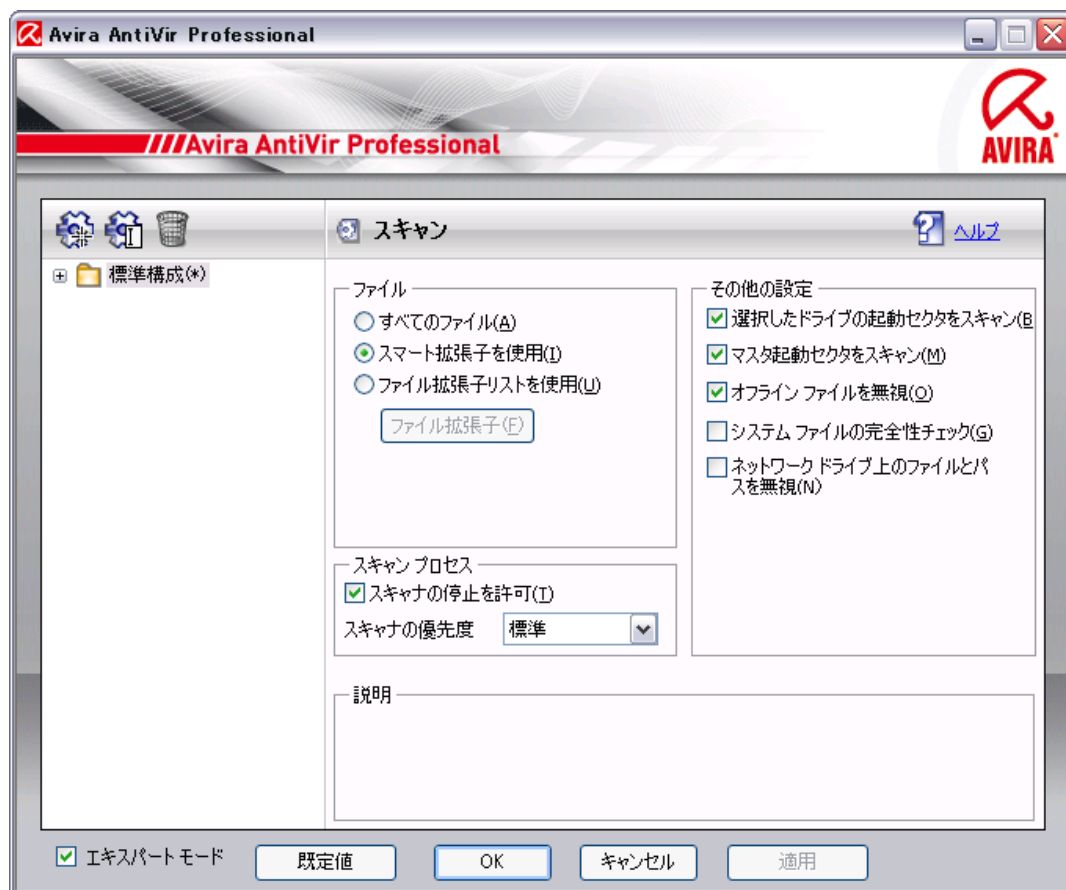 Avira AntiVir Professional
////Avira AntiVir Professional
AVIRA
スキャン
ヘルプ
標準構成(*)
ファイル
すべてのファイル(A)
スマート拡張子を使用(I)
ファイル拡張子リストを使用(U)
ファイル拡張子(F)
スキャン プロセス
スキャナの停止を許可(T)
スキャナの優先度
標準
その他の設定
選択したドライブの起動セクタをスキャン(B
マスタ起動セクタをスキャン(M)
オフライン ファイルを無視(O)
システム ファイルの完全性チェック(G)
ネットワーク ドライブ上のファイルとパ
スを無視(N)
説明
エキスパート モード
既定値
OK
キャンセル
適用